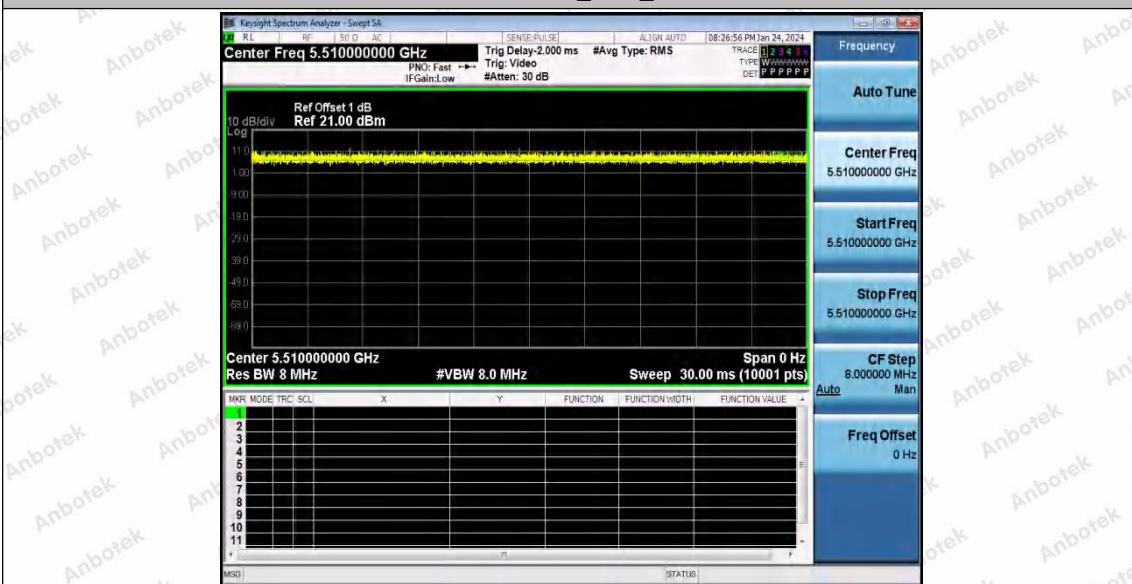 Keysight Spectrum Analyzer - Swept SA
RL RF 50 Ω AC SENSE:PULSE ALIGN AUTO 08:26:56 PM Jan 24, 2024
Center Freq 5.510000000 GHz
PNO: Fast
IFGain:Low
Trig Delay-2.000 ms
Trig: Video
#Atten: 30 dB
#Avg Type: RMS
TRACE 1 2 3 4 5 6
TYPE
DET P P P P P P
Ref Offset 1 dB
10 dB/div Ref 21.00 dBm
Log
11.0
1.00
-9.00
-19.0
-29.0
-39.0
-49.0
-59.0
-69.0
Center 5.510000000 GHz Span 0 Hz
Res BW 8 MHz #VBW 8.0 MHz Sweep 30.00 ms (10001 pts)
MKR MODE TRC SCL X Y FUNCTION FUNCTION WIDTH FUNCTION VALUE
1
2
3
4
5
6
7
8
9
10
11
MSG STATUS
Frequency
Auto Tune
Center Freq
5.510000000 GHz
Start Freq
5.510000000 GHz
Stop Freq
5.510000000 GHz
CF Step
8.000000 MHz
Auto Man
Freq Offset
0 Hz
Anbotek